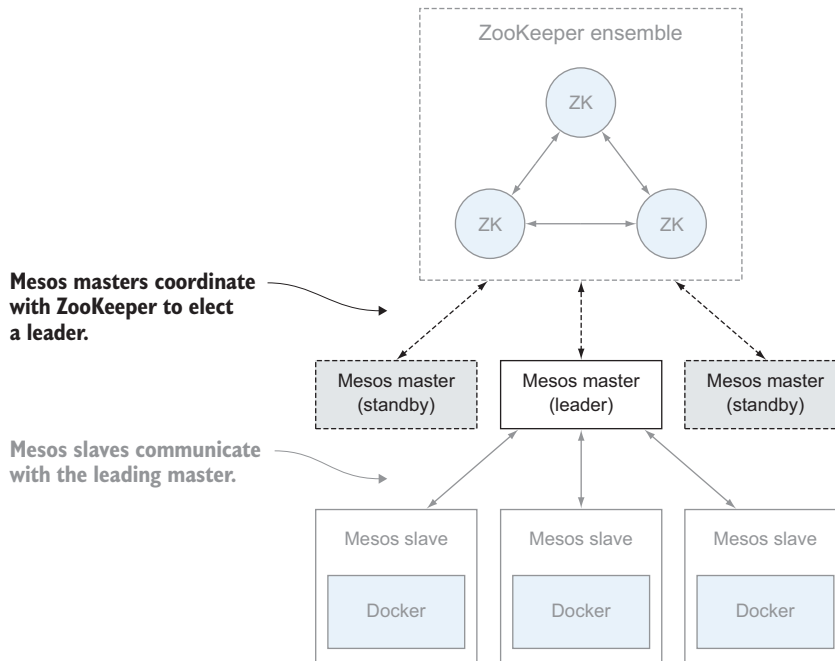 ZooKeeper ensemble
ZK
ZK
ZK
Mesos masters coordinate
with ZooKeeper to elect
a leader.
Mesos master
(standby)
Mesos master
(leader)
Mesos master
(standby)
Mesos slaves communicate
with the leading master.
Mesos slave
Mesos slave
Mesos slave
Docker
Docker
Docker